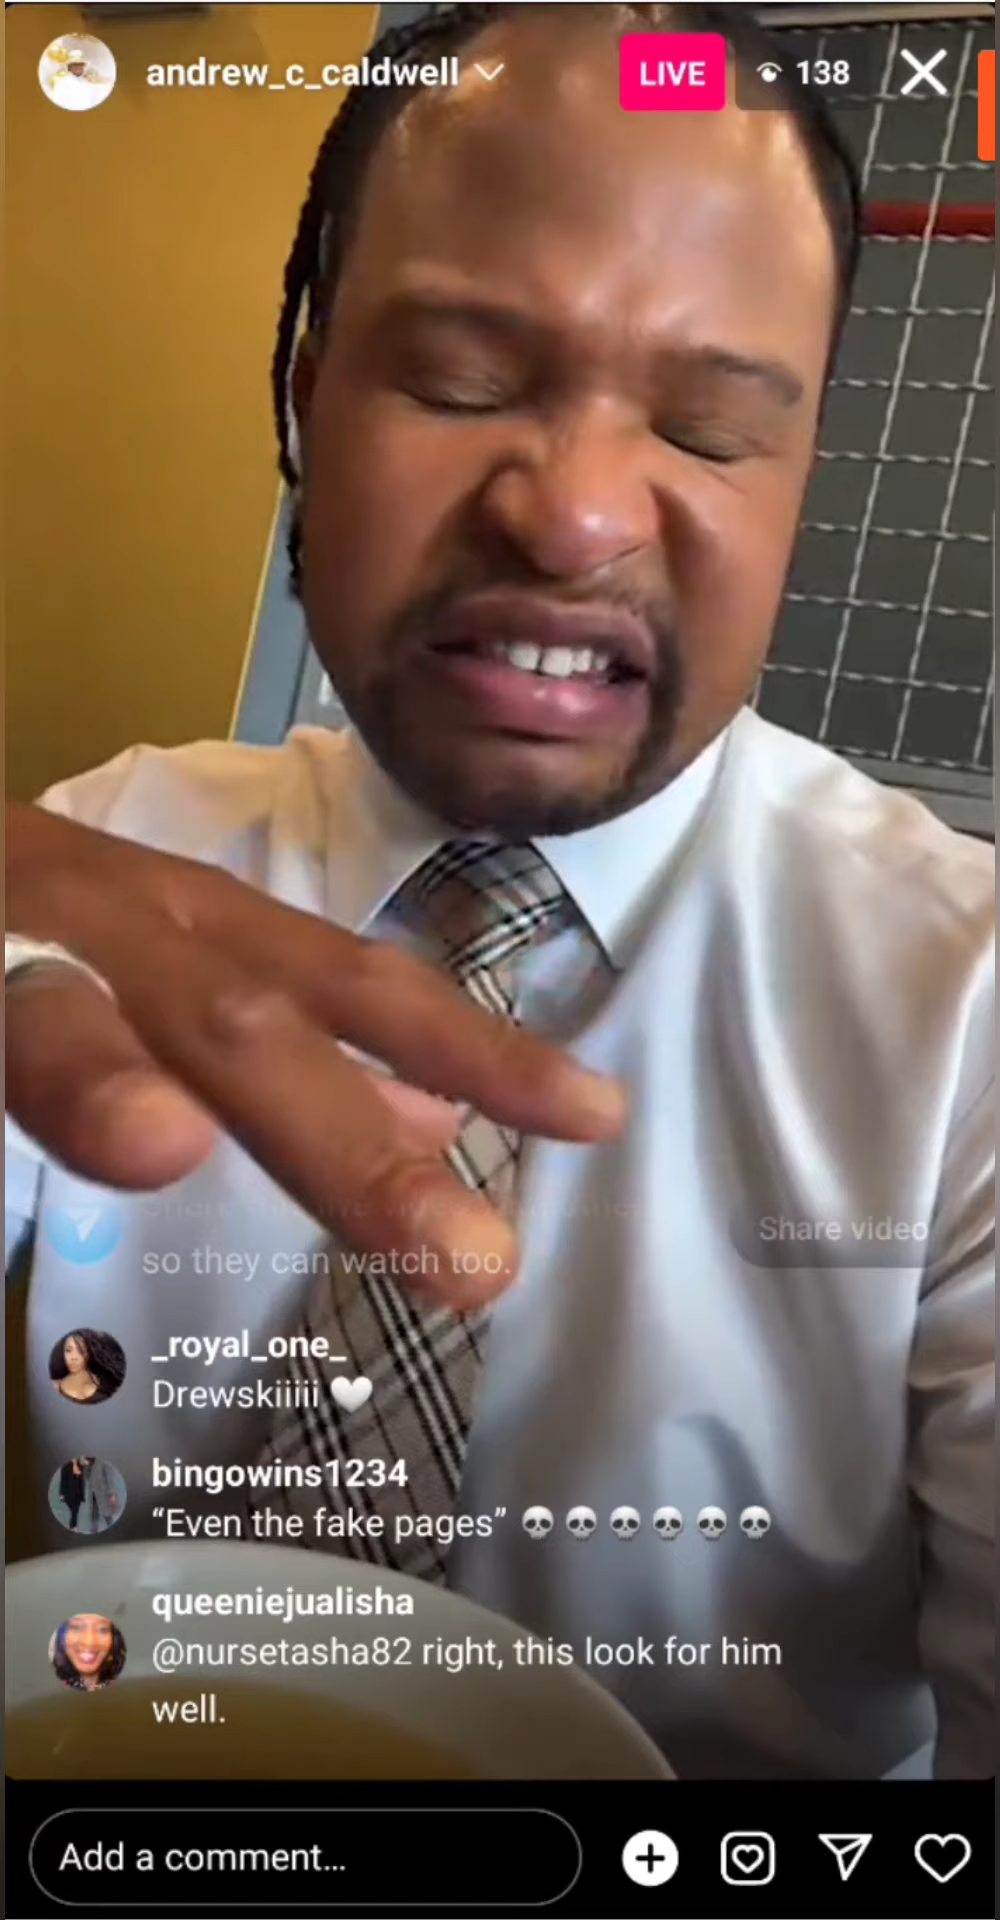 andrew_c_caldwell
LIVE
138
so they can watch too.
Share video
_royal_one_
Drewskiiiii 🤍
bingowins1234
“Even the fake pages” 💀💀💀💀💀💀
queeniejualisha
@nursetasha82 right, this look for him
well.
Add a comment...